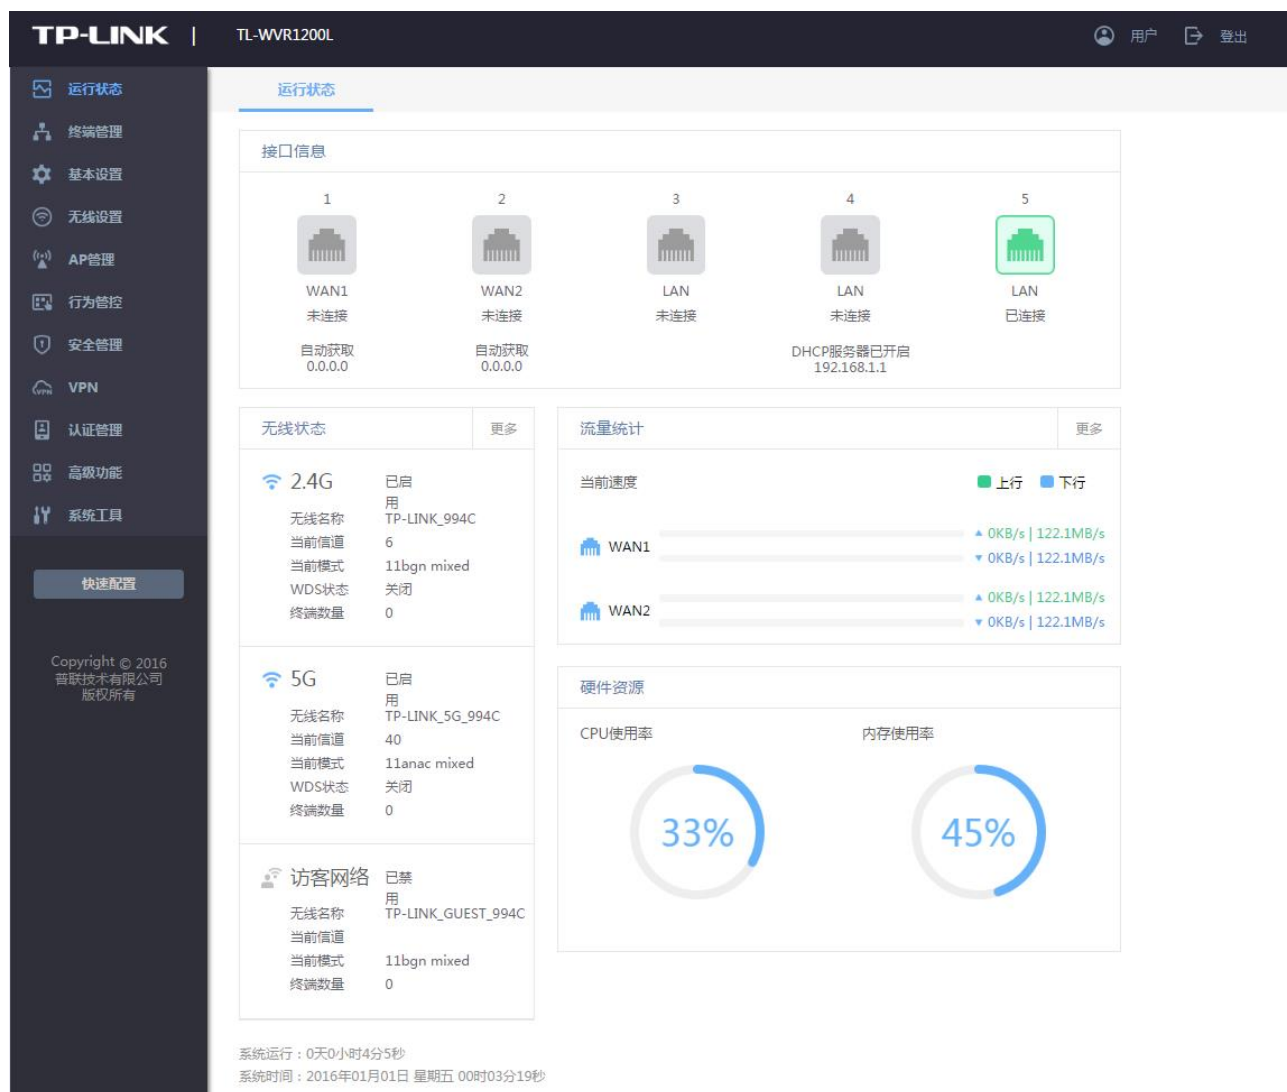 TP-LINK | TL-WVR1200L 用户 登出
运行状态
终端管理
基本设置
无线设置
AP管理
行为管控
安全管理
VPN
认证管理
高级功能
系统工具
快速配置
Copyright © 2016
普联技术有限公司
版权所有
运行状态
接口信息
1 2 3 4 5
WAN1 WAN2 LAN LAN LAN
未连接 未连接 未连接 未连接 已连接
自动获取 自动获取 DHCP服务器已开启
0.0.0.0 0.0.0.0 192.168.1.1
无线状态 更多
2.4G 已启
用
无线名称 TP-LINK_994C
当前信道 6
当前模式 11bgn mixed
WDS状态 关闭
终端数量 0
5G 已启
用
无线名称 TP-LINK_5G_994C
当前信道 40
当前模式 11anac mixed
WDS状态 关闭
终端数量 0
访客网络 已禁
用
无线名称 TP-LINK_GUEST_994C
当前信道
当前模式 11bgn mixed
终端数量 0
流量统计 更多
当前速度 上行 下行
WAN1
▲ 0KB/s | 122.1MB/s
▼ 0KB/s | 122.1MB/s
WAN2
▲ 0KB/s | 122.1MB/s
▼ 0KB/s | 122.1MB/s
硬件资源
CPU使用率 内存使用率
33% 45%
系统运行：0天0小时4分5秒
系统时间：2016年01月01日 星期五 00时03分19秒